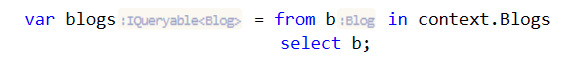 var blogs :IQueryable<Blog> = from b :Blog in context.Blogs
select b;